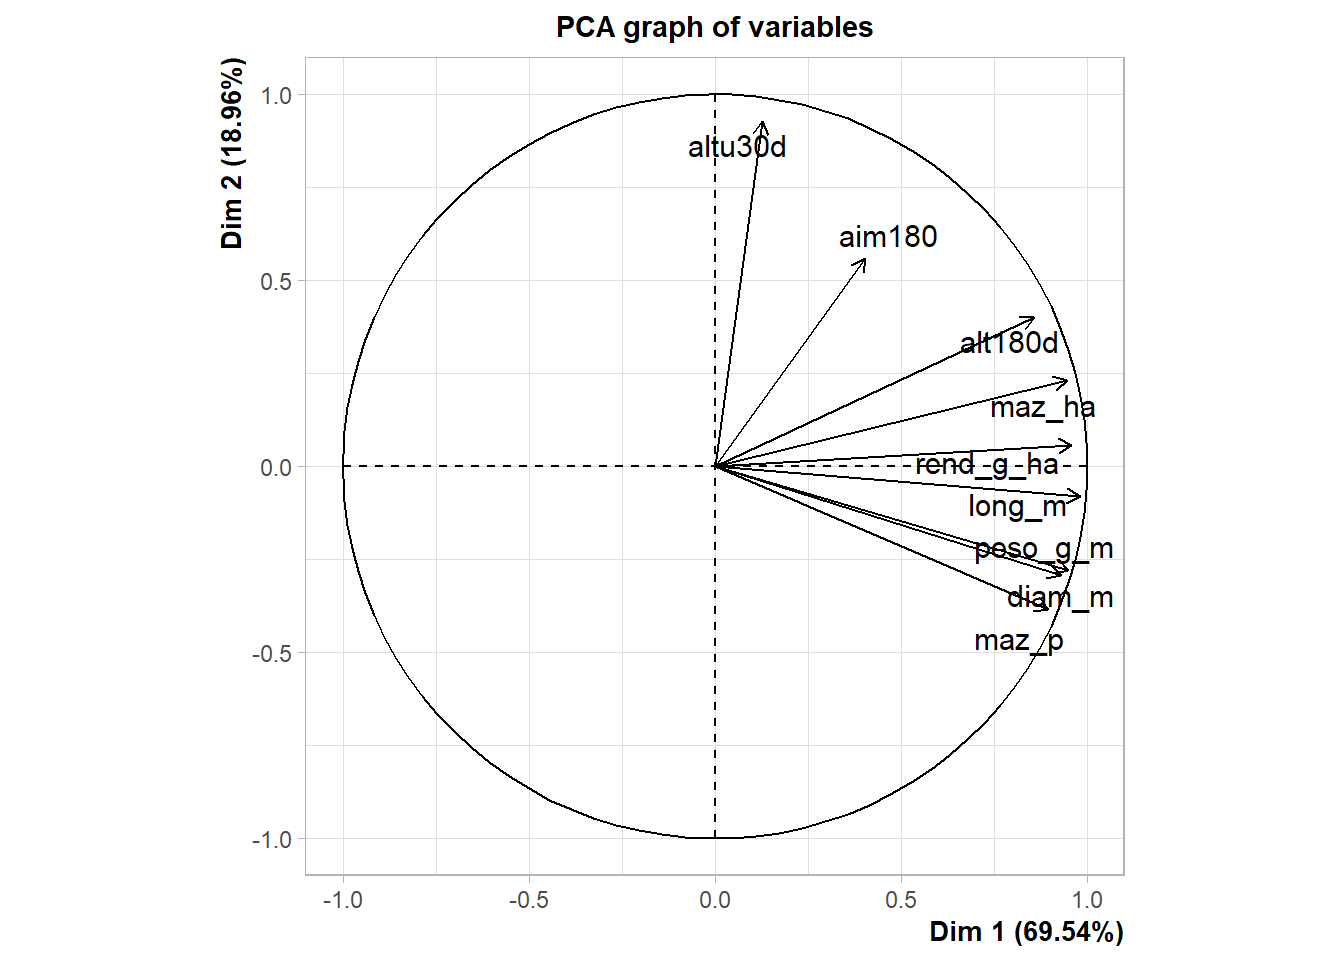 PCA graph of variables
Dim 2 (18.96%)
1.0
0.5
0.0
-0.5
-1.0
altu30d
aim180
alt180d
maz_ha
rend_g_ha
long_m
peso_g_m
diam_m
maz_p
-1.0
-0.5
0.0
0.5
1.0
Dim 1 (69.54%)